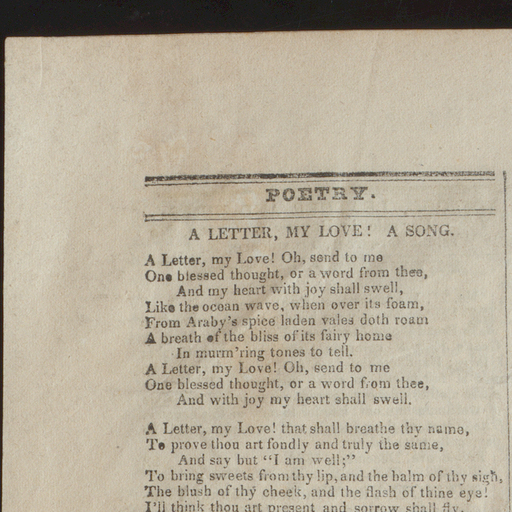 POETRY.
A LETTER, MY LOVE! A SONG.
A Letter, my Love! Oh, send to me
One blessed thought, or a word from thee,
And my heart with joy shall swell,
Like the ocean wave, when over its foam,
From Araby's spice laden vales doth roam
A breath of the bliss of its fairy home
In murm'ring tones to tell.
A Letter, my Love! Oh, send to me
One blessed thought, or a word from thee,
And with joy my heart shall swell.
A Letter, my Love! that shall breathe thy name,
To prove thou art fondly and truly the same,
And say but "I am well;"
To bring sweets from thy lip, and the balm of thy sigh,
The blush of thy cheek, and the flash of thine eye!
I'll think thou art present and sorrow shall fly,